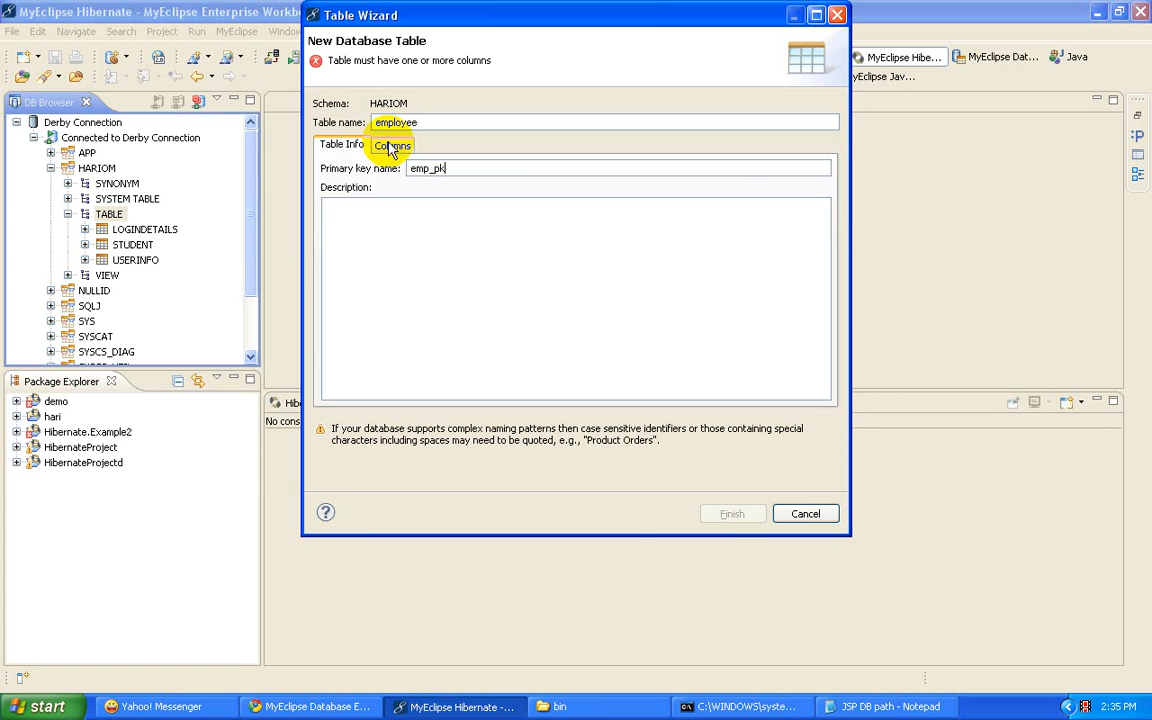 MyEclipse Hibernate - MyEclipse Enterprise Workb
Table Wizard
File Edit Navigate Search Project Run MyEclipse Window
New Database Table
Table must have one or more columns
MyEclipse Hibe...
MyEclipse Dat...
Java
MyEclipse Jav...
DB Browser
Schema: HARIOM
Table name: employee
Table Info
Columns
Primary key name: emp_pk
Description:
Derby Connection
Connected to Derby Connection
APP
HARIOM
SYNONYM
SYSTEM TABLE
TABLE
LOGINDETAILS
STUDENT
USERINFO
VIEW
NULLID
SQLJ
SYS
SYSCAT
SYSCS_DIAG
Package Explorer
demo
hari
Hibernate.Example2
HibernateProject
HibernateProjectd
Hib
No cons
If your database supports complex naming patterns then case sensitive identifiers or those containing special
characters including spaces may need to be quoted, e.g., "Product Orders".
Finish
Cancel
start
Yahoo! Messenger
MyEclipse Database E...
MyEclipse Hibernate -...
bin
C:\WINDOWS\syste...
JSP DB path - Notepad
2:35 PM